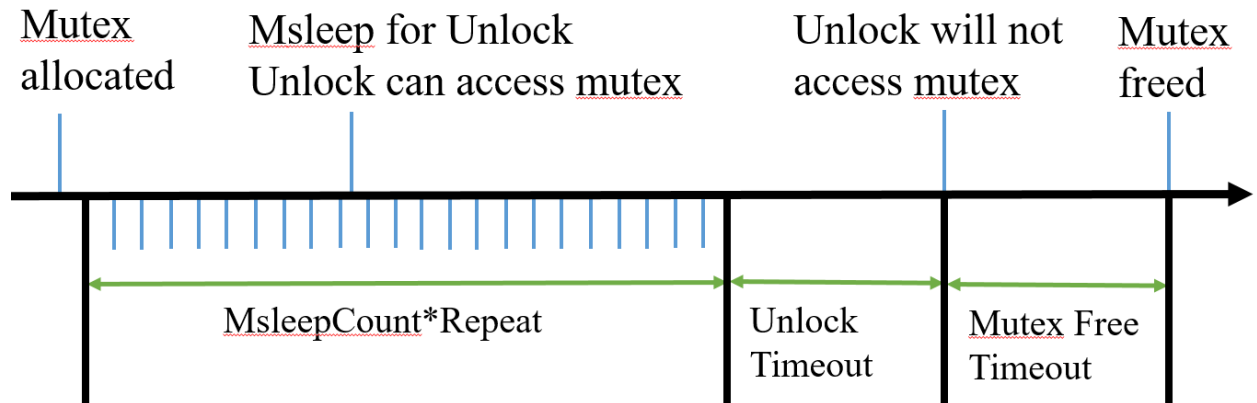 Mutex
allocated
Msleep for Unlock
Unlock can access mutex
Unlock will not
access mutex
Mutex
freed
MsleepCount*Repeat
Unlock
Timeout
Mutex Free
Timeout